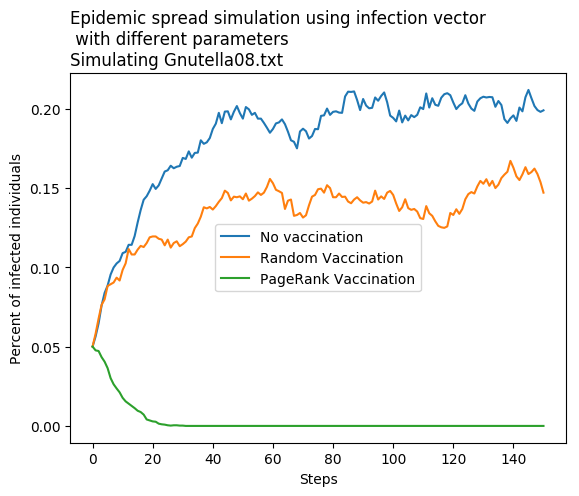 Epidemic spread simulation using infection vector
with different parameters
Simulating Gnutella08.txt
Percent of infected individuals
0.20
0.15
0.10
0.05
0.00
No vaccination
Random Vaccination
PageRank Vaccination
0 20 40 60 80 100 120 140
Steps